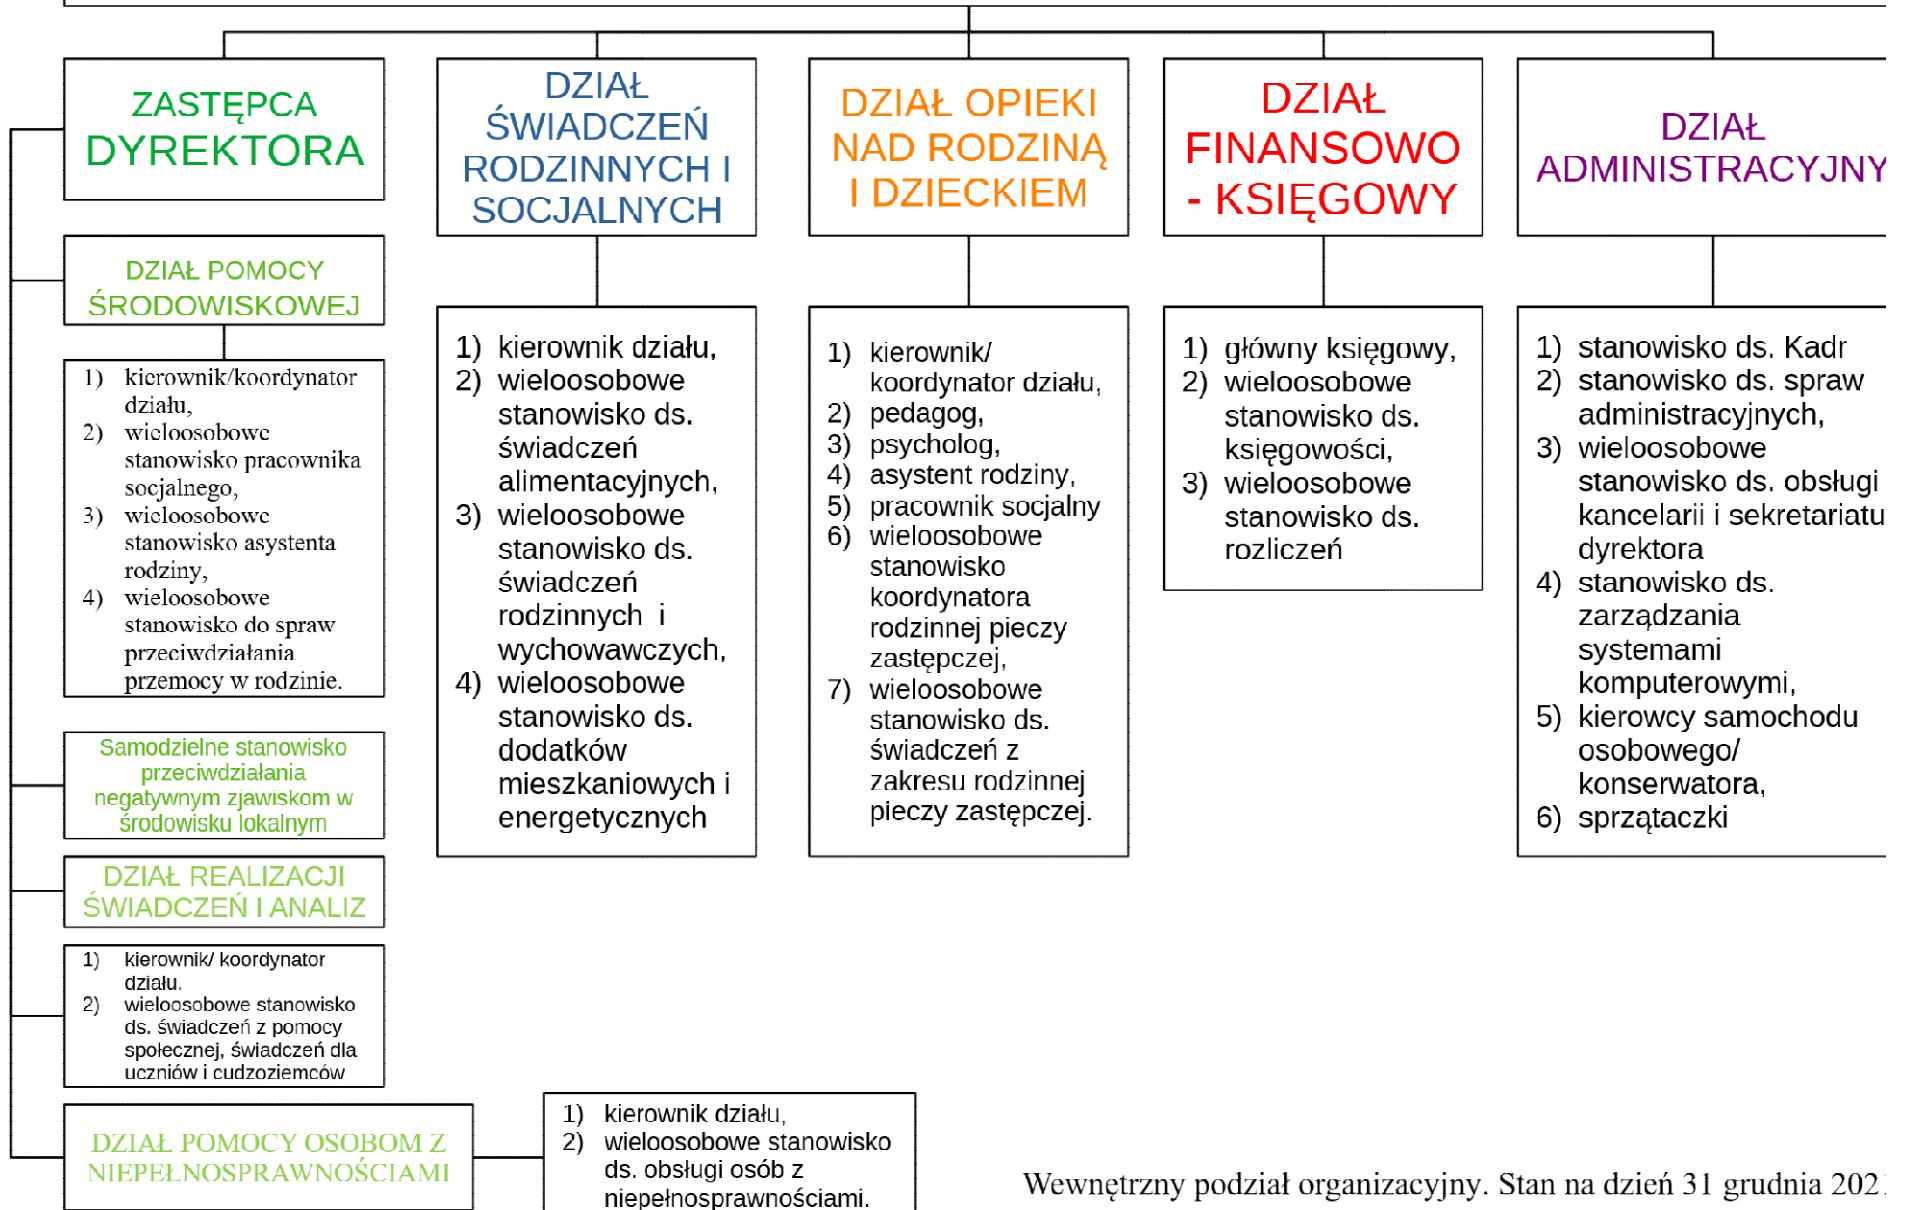 ZASTĘPCA
DYREKTORA
DZIAŁ POMOCY
ŚRODOWISKOWEJ
1) kierownik/koordynator
działu,
2) wieloosobowe
stanowisko pracownika
socjalnego,
3) wieloosobowe
stanowisko asystenta
rodziny,
4) wieloosobowe
stanowisko do spraw
przeciwdziałania
przemocy w rodzinie.
Samodzielne stanowisko
przeciwdziałania
negatywnym zjawiskom w
środowisku lokalnym
DZIAŁ REALIZACJI
ŚWIADCZEŃ I ANALIZ
1) kierownik/ koordynator
działu,
2) wieloosobowe stanowisko
ds. świadczeń z pomocy
społecznej, świadczeń dla
uczniów i cudzoziemców
DZIAŁ POMOCY OSOBOM Z
NIEPEŁNOSPRAWNOŚCIAMI
1) kierownik działu,
2) wieloosobowe stanowisko
ds. obsługi osób z
niepełnosprawnościami.
DZIAŁ
ŚWIADCZEŃ
RODZINNYCH I
SOCJALNYCH
1) kierownik działu,
2) wieloosobowe
stanowisko ds.
świadczeń
alimentacyjnych,
3) wieloosobowe
stanowisko ds.
świadczeń
rodzinnych i
wychowawczych,
4) wieloosobowe
stanowisko ds.
dodatków
mieszkaniowych i
energetycznych
DZIAŁ OPIEKI
NAD RODZINĄ
I DZIECKIEM
1) kierownik/
koordynator działu,
2) pedagog,
3) psycholog,
4) asystent rodziny,
5) pracownik socjalny
6) wieloosobowe
stanowisko
koordynatora
rodzinnej pieczy
zastępczej,
7) wieloosobowe
stanowisko ds.
świadczeń z
zakresu rodzinnej
pieczy zastępczej.
DZIAŁ
FINANSOWO
- KSIĘGOWY
1) główny księgowy,
2) wieloosobowe
stanowisko ds.
księgowości,
3) wieloosobowe
stanowisko ds.
rozliczeń
DZIAŁ
ADMINISTRACYJNY
1) stanowisko ds. Kadr
2) stanowisko ds. spraw
administracyjnych,
3) wieloosobowe
stanowisko ds. obsługi
kancelarii i sekretariatu
dyrektora
4) stanowisko ds.
zarządzania
systemami
komputerowymi,
5) kierowcy samochodu
osobowego/
konserwatora,
6) sprzątaczki
Wewnętrzny podział organizacyjny. Stan na dzień 31 grudnia